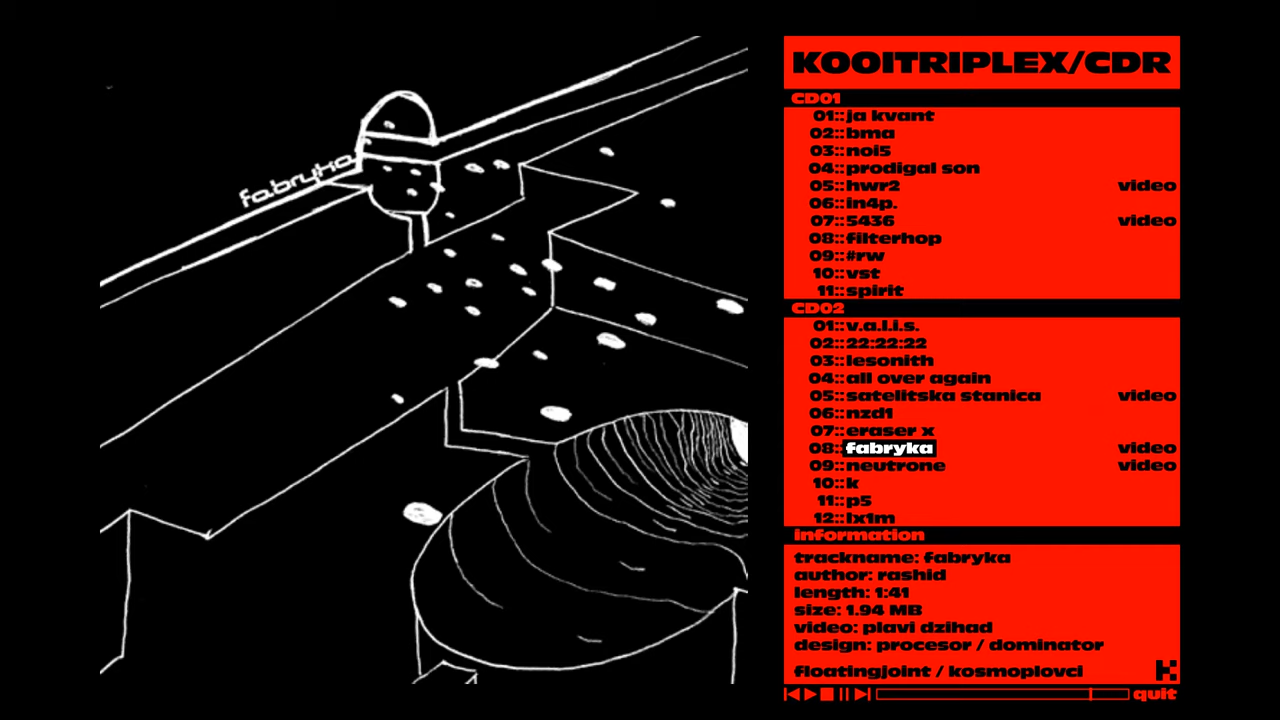 fabryka
KOOITRIPLEX/CDR
CD01
01::ja kvant
02::bma
03::noi5
04::prodigal son
05::hwr2 video
06::in4p.
07::5436 video
08::filterhop
09::#rw
10::vst
11::spirit
CD02
01::v.a.l.i.s.
02::22:22:22
03::lesonith
04::all over again
05::satelitska stanica video
06::nzd1
07::eraser x
08::fabryka video
09::neutrone video
10::k
11::p5
12::lx1m
information
trackname: fabryka
author: rashid
length: 1:41
size: 1.94 MB
video: plavi dzihad
design: procesor / dominator
floatingjoint / kosmoplovci
quit